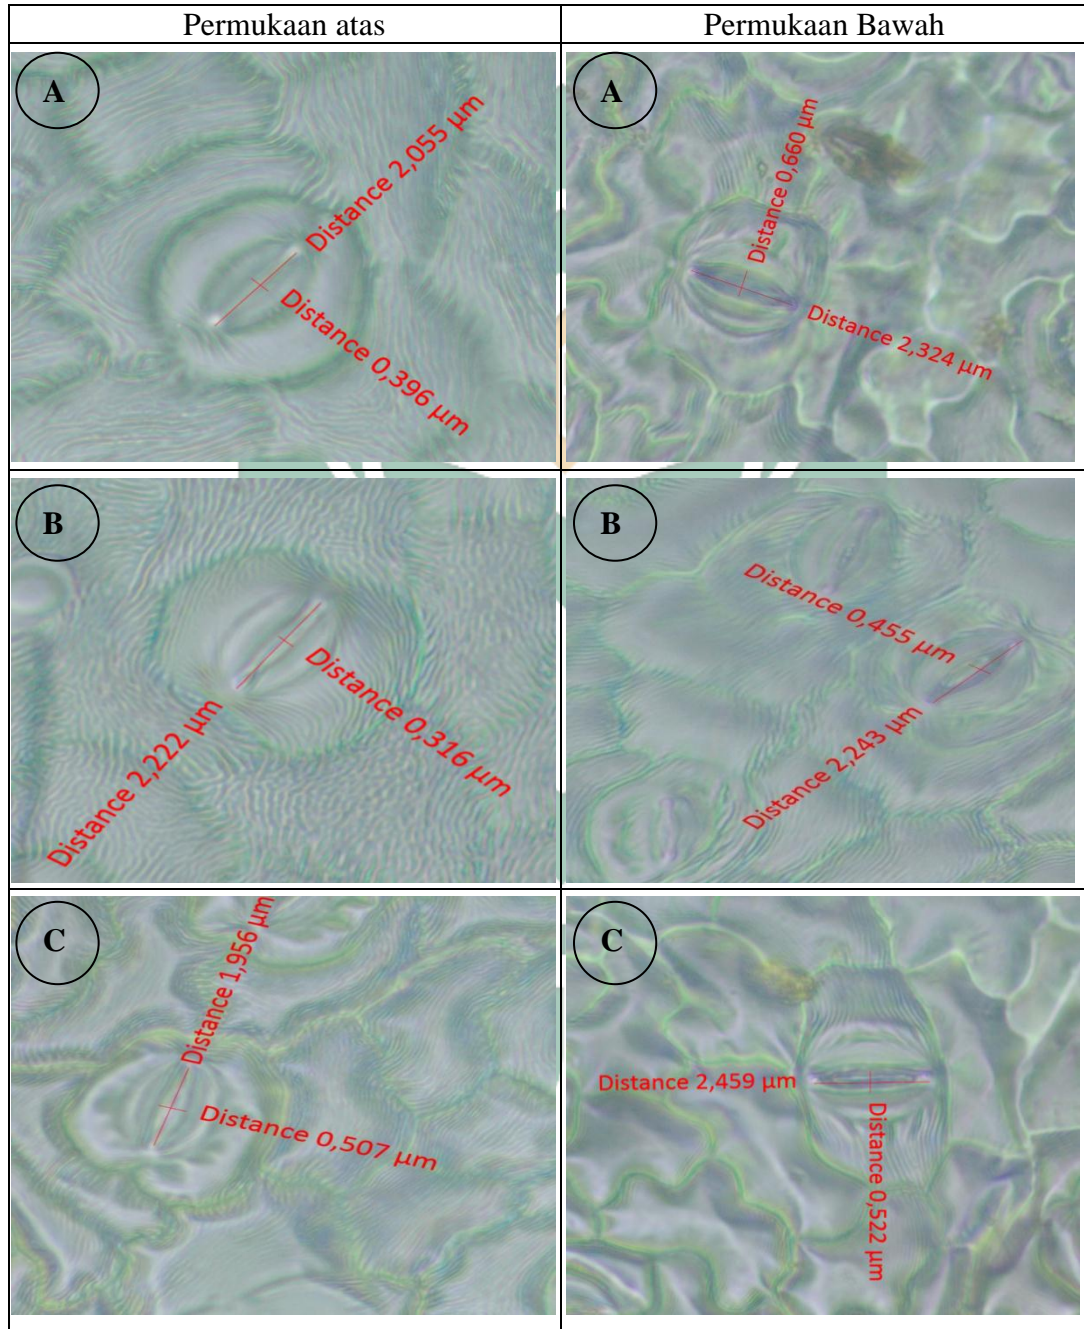 Permukaan atas
Permukaan Bawah
A
Distance 2,055 µm
Distance 0,396 µm
A
Distance 0,660 µm
Distance 2,324 µm
B
Distance 2,222 µm
Distance 0,316 µm
B
Distance 0,455 µm
Distance 2,243 µm
C
Distance 1,956 µm
Distance 0,507 µm
C
Distance 2,459 µm
Distance 0,522 µm